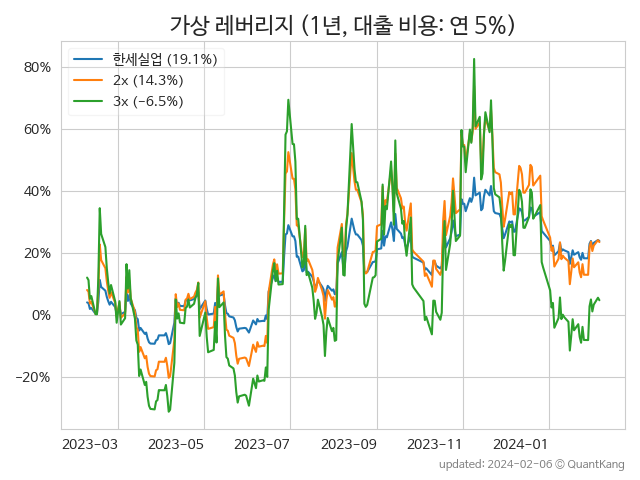 가상 레버리지 (1년, 대출 비용: 연 5%)
한세실업 (19.1%)
2x (14.3%)
3x (−6.5%)
80%
60%
40%
20%
0%
−20%
2023−03 2023−05 2023−07 2023−09 2023−11 2024−01
updated: 2024-02-06 © QuantKang